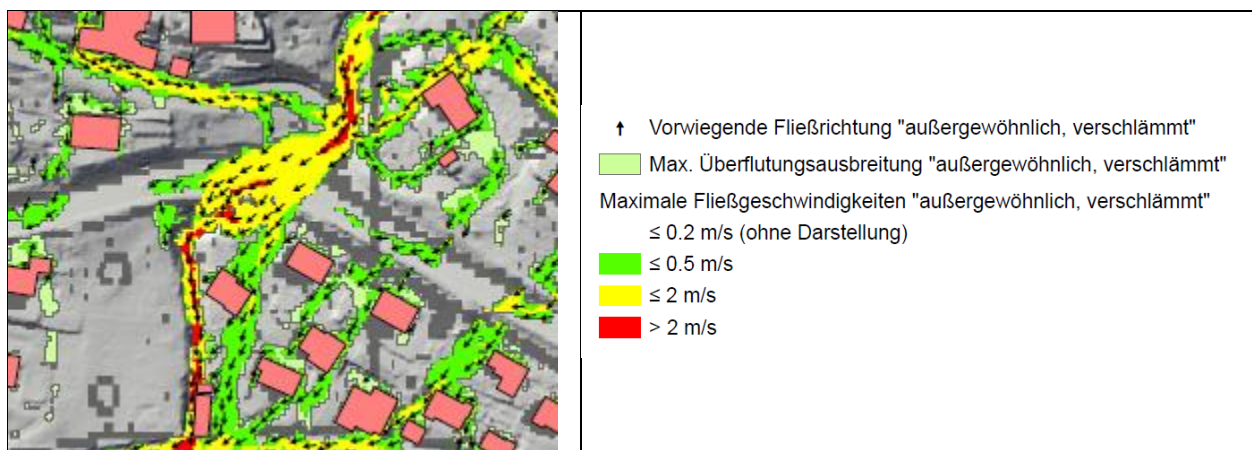 Vorwiegende Fließrichtung "außergewöhnlich, verschlämmt"
Max. Überflutungsausbreitung "außergewöhnlich, verschlämmt"
Maximale Fließgeschwindigkeiten "außergewöhnlich, verschlämmt"
≤ 0.2 m/s (ohne Darstellung)
≤ 0.5 m/s
≤ 2 m/s
> 2 m/s